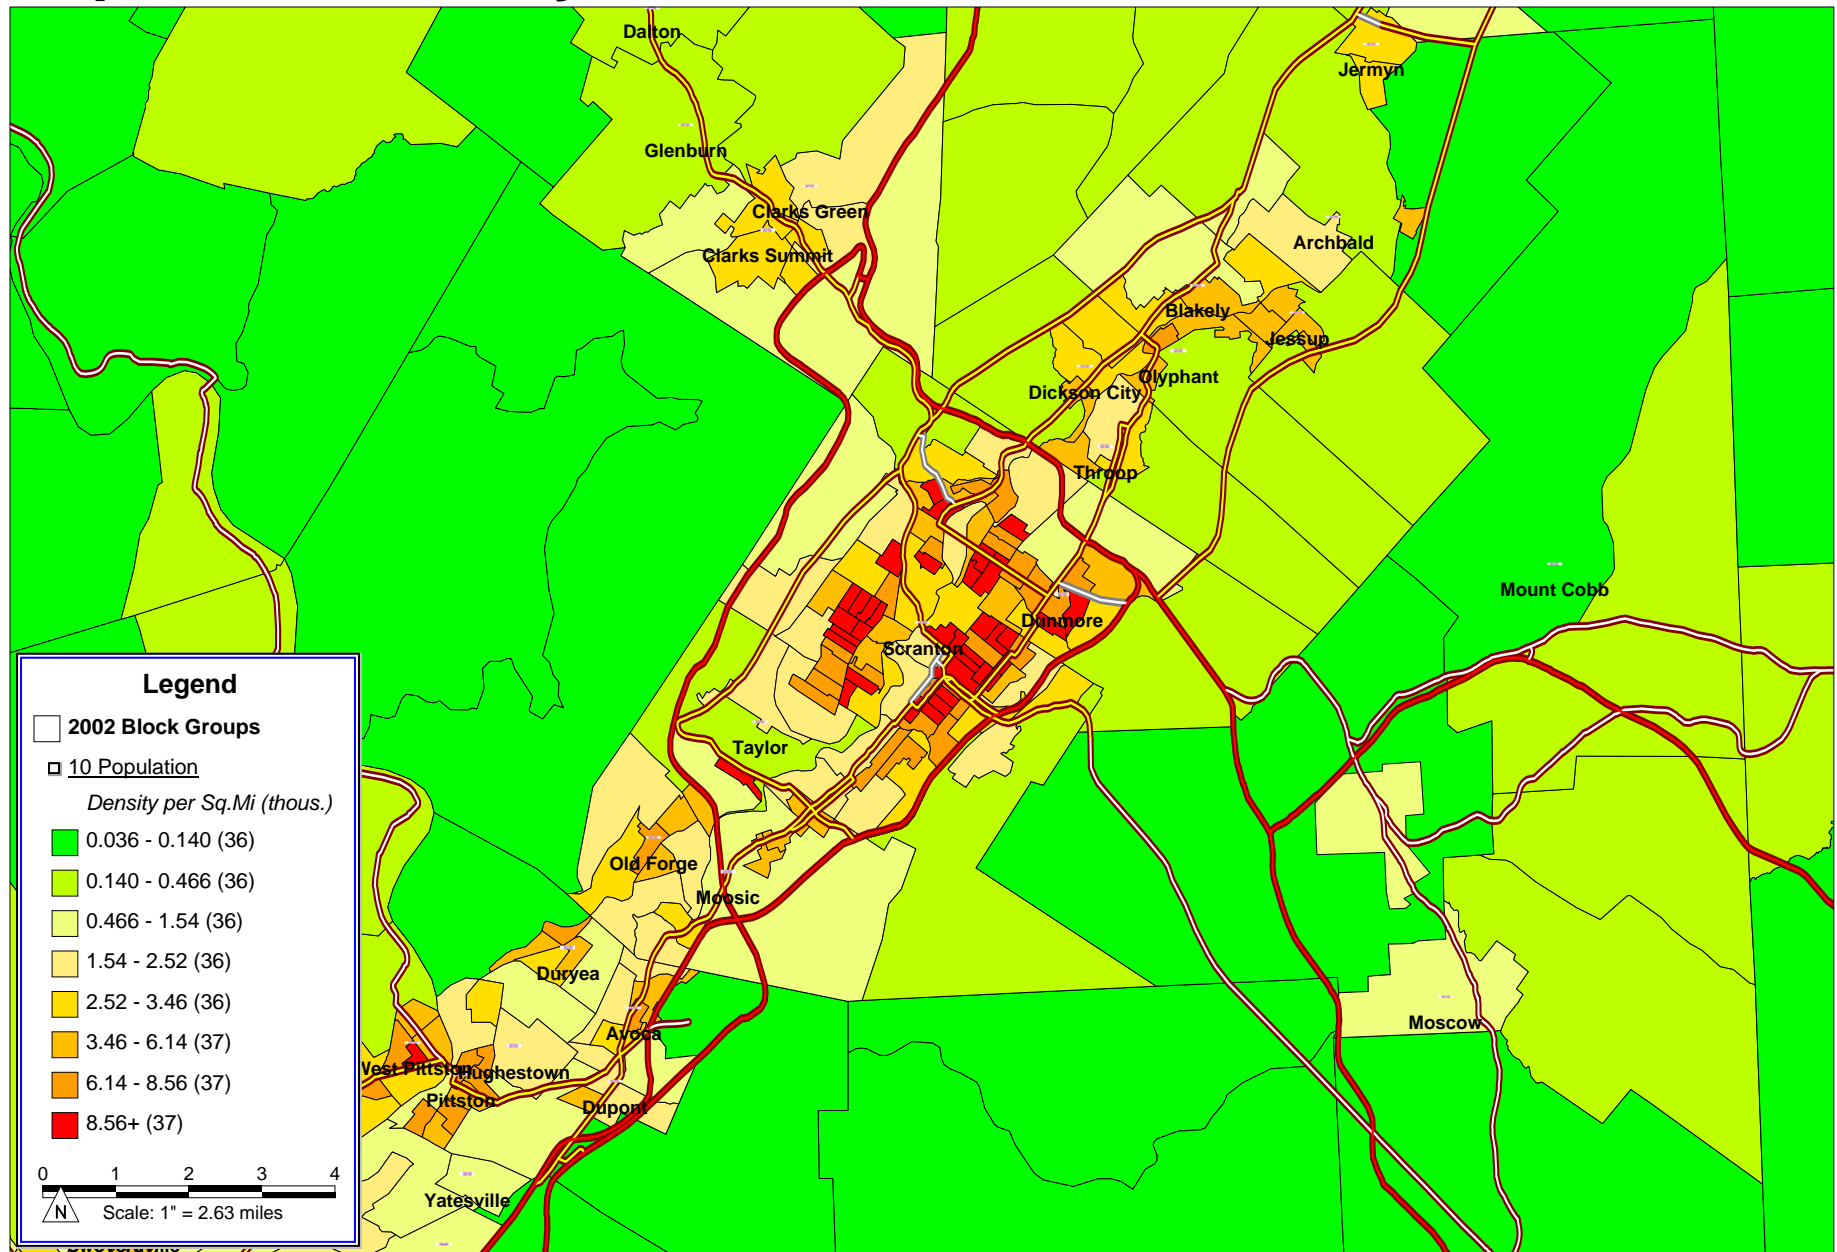 Dalton
Jermyn
Glenburn
Clarks Green
Archbald
Clarks Summit
Blakely
Jessup
Olyphant
Dickson City
Throop
Mount Cobb
Dunmore
Scranton
Taylor
Old Forge
Moosic
Duryea
Moscow
Avoca
West Pittston
Hughestown
Pittston
Dupont
Yatesville
Legend
2002 Block Groups
10 Population
Density per Sq.Mi (thous.)
0.036 - 0.140 (36)
0.140 - 0.466 (36)
0.466 - 1.54 (36)
1.54 - 2.52 (36)
2.52 - 3.46 (36)
3.46 - 6.14 (37)
6.14 - 8.56 (37)
8.56+ (37)
0 1 2 3 4
N Scale: 1" = 2.63 miles